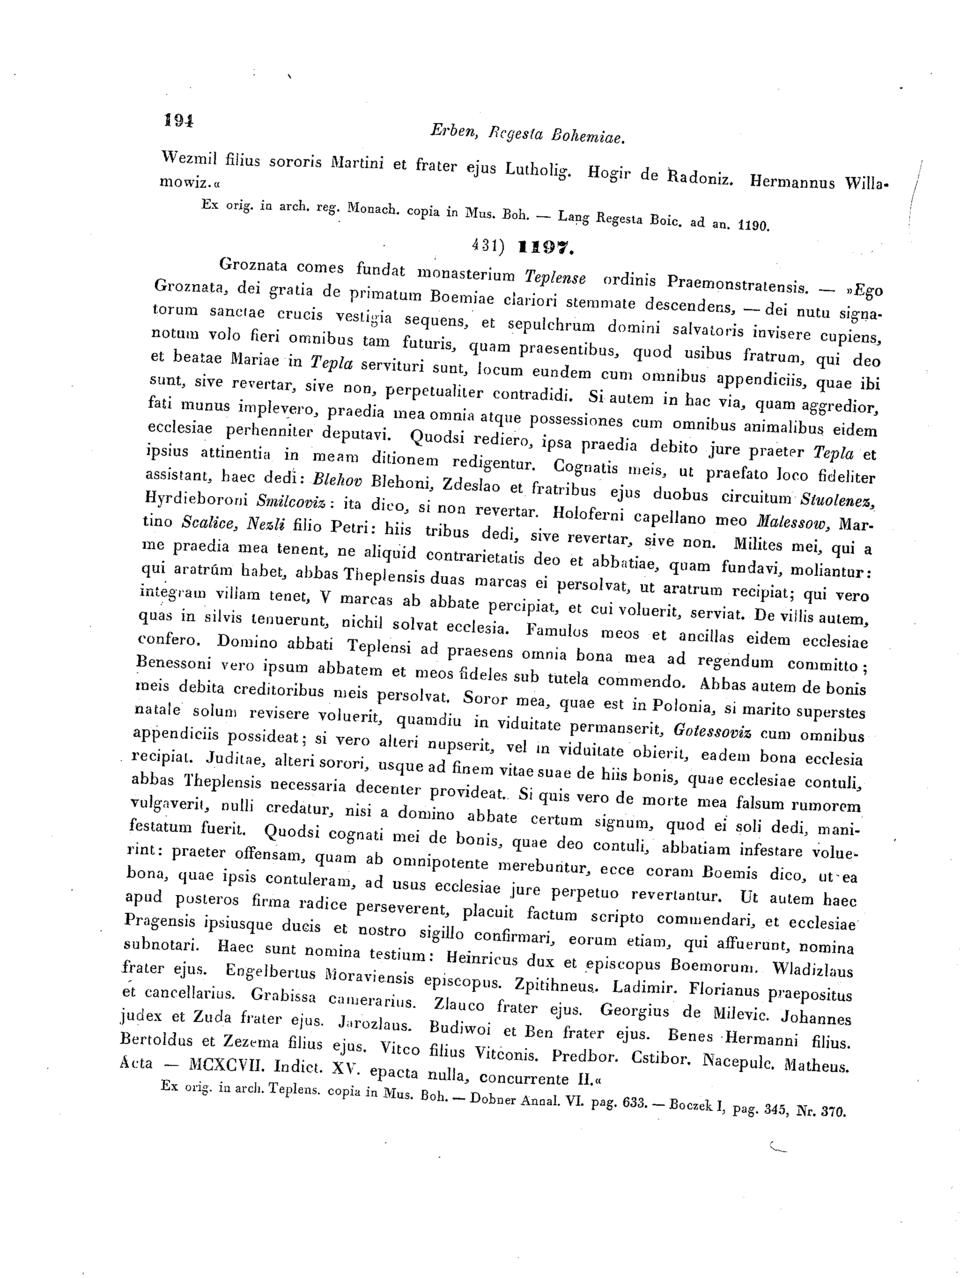 194
Erben, Regesta Bohemiae.
Wezmil filius sororis Martini et frater ejus Lutholig. Hogir de Radoniz. Hermannus Willa-
mowiz.«
Ex orig. in arch. reg. Monach. copia in Mus. Boh. — Lang Regesta Boic. ad an. 1190.
431) 1197.
Groznata comes fundat monasterium Teplense ordinis Praemonstratensis. — »Ego
Groznata, dei gratia de primatum Boemiae clariori stemmate descendens, — dei nutu signa-
torum sanctae crucis vestigia sequens, et sepulchrum domini salvatoris invisere cupiens,
notum volo fieri omnibus tam futuris, quam praesentibus, quod usibus fratrum, qui deo
et beatae Mariae in Tepla servituri sunt, locum eundem cum omnibus appendiciis, quae ibi
sunt, sive revertar, sive non, perpetualiter contradidi. Si autem in hac via, quam aggredior,
fati munus implevero, praedia mea omnia atque possessiones cum omnibus animalibus eidem
ecclesiae perhenniter deputavi. Quodsi rediero, ipsa praedia debito jure praeter Tepla et
ipsius attinentia in meam ditionem redigentur. Cognatis meis, ut praefato loco fideliter
assistant, haec dedi: Blehov Blehoni, Zdeslao et fratribus ejus duobus circuitum Stuolenez,
Hyrdieboroni Smilcoviz: ita dico, si non revertar. Holoferni capellano meo Malessow, Mar-
tino Scalice, Nezli filio Petri: hiis tribus dedi, sive revertar, sive non. Milites mei, qui a
me praedia mea tenent, ne aliquid contrarietatis deo et abbatiae, quam fundavi, moliantur:
qui aratrům habet, abbas Theplensis duas marcas ei persolvat, ut aratrum recipiat; qui vero
integram villam tenet, V marcas ab abbate percipiat, et cui voluerit, serviat. De villis autem,
quas in silvis tenuerunt, nichil solvat ecclesia. Famulos meos et ancillas eidem ecclesiae
confero. Domino abbati Teplensi ad praesens omnia bona mea ad regendum committo;
Benessoni vero ipsum abbatem et meos fideles sub tutela commendo. Abbas autem de bonis
meis debita creditoribus meis persolvat. Soror mea, quae est in Polonia, si marito superstes
natale solum revisere voluerit, quamdiu in viduitate permanserit, Gotessoviz cum omnibus
appendiciis possideat; si vero alteri nupserit, vel in viduitate obierit, eadem bona ecclesia
recipiat. Juditae, alteri sorori, usque ad finem vitae suae de hiis bonis, quae ecclesiae contuli,
abbas Theplensis necessaria decenter provideat. Si quis vero de morte mea falsum rumorem
vulgaverit, nulli credatur, nisi a domino abbate certum signum, quod ei soli dedi, mani-
festatum fuerit. Quodsi cognati mei de bonis, quae deo contuli, abbatiam infestare volue-
rint: praeter offensam, quam ab omnipotente merebuntur, ecce coram Boemis dico, ut ea
bona, quae ipsis contuleram, ad usus ecclesiae jure perpetuo revertantur. Ut autem haec
apud posteros firma radice perseverent, placuit factum scripto commendari, et ecclesiae
Pragensis ipsiusque ducis et nostro sigillo confirmari, eorum etiam, qui affuerunt, nomina
subnotari. Haec sunt nomina testium: Heinricus dux et episcopus Boemorum. Wladizlaus
frater ejus. Engelbertus Moraviensis episcopus. Zpitihneus. Ladimir. Florianus praepositus
et cancellarius. Grabissa camerarius. Zlauco frater ejus. Georgius de Milevic. Johannes
judex et Zuda frater ejus. Jarozlaus. Budiwoi et Ben frater ejus. Benes Hermanni filius.
Bertoldus et Zezema filius ejus. Vitco filius Vitconis. Predbor. Cstibor. Nacepulc. Matheus.
Acta — MCXCVII. Indict. XV. epacta nulla, concurrente II.«
Ex orig. in arch. Teplens. copia in Mus. Boh. — Dobner Annal. VI. pag. 633. — Boczek I, pag. 345, Nr. 370.